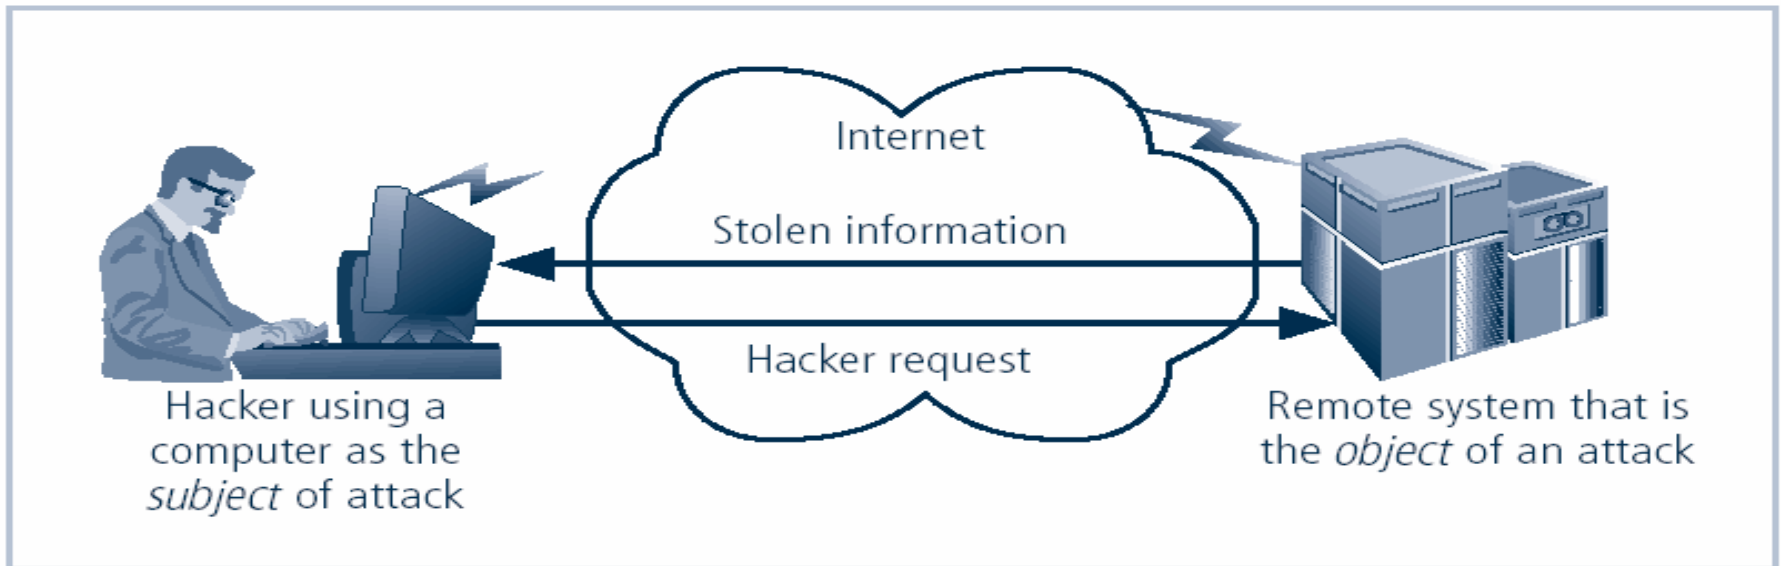 Internet
Stolen information
Hacker request
Hacker using a
computer as the
subject of attack
Remote system that is
the object of an attack